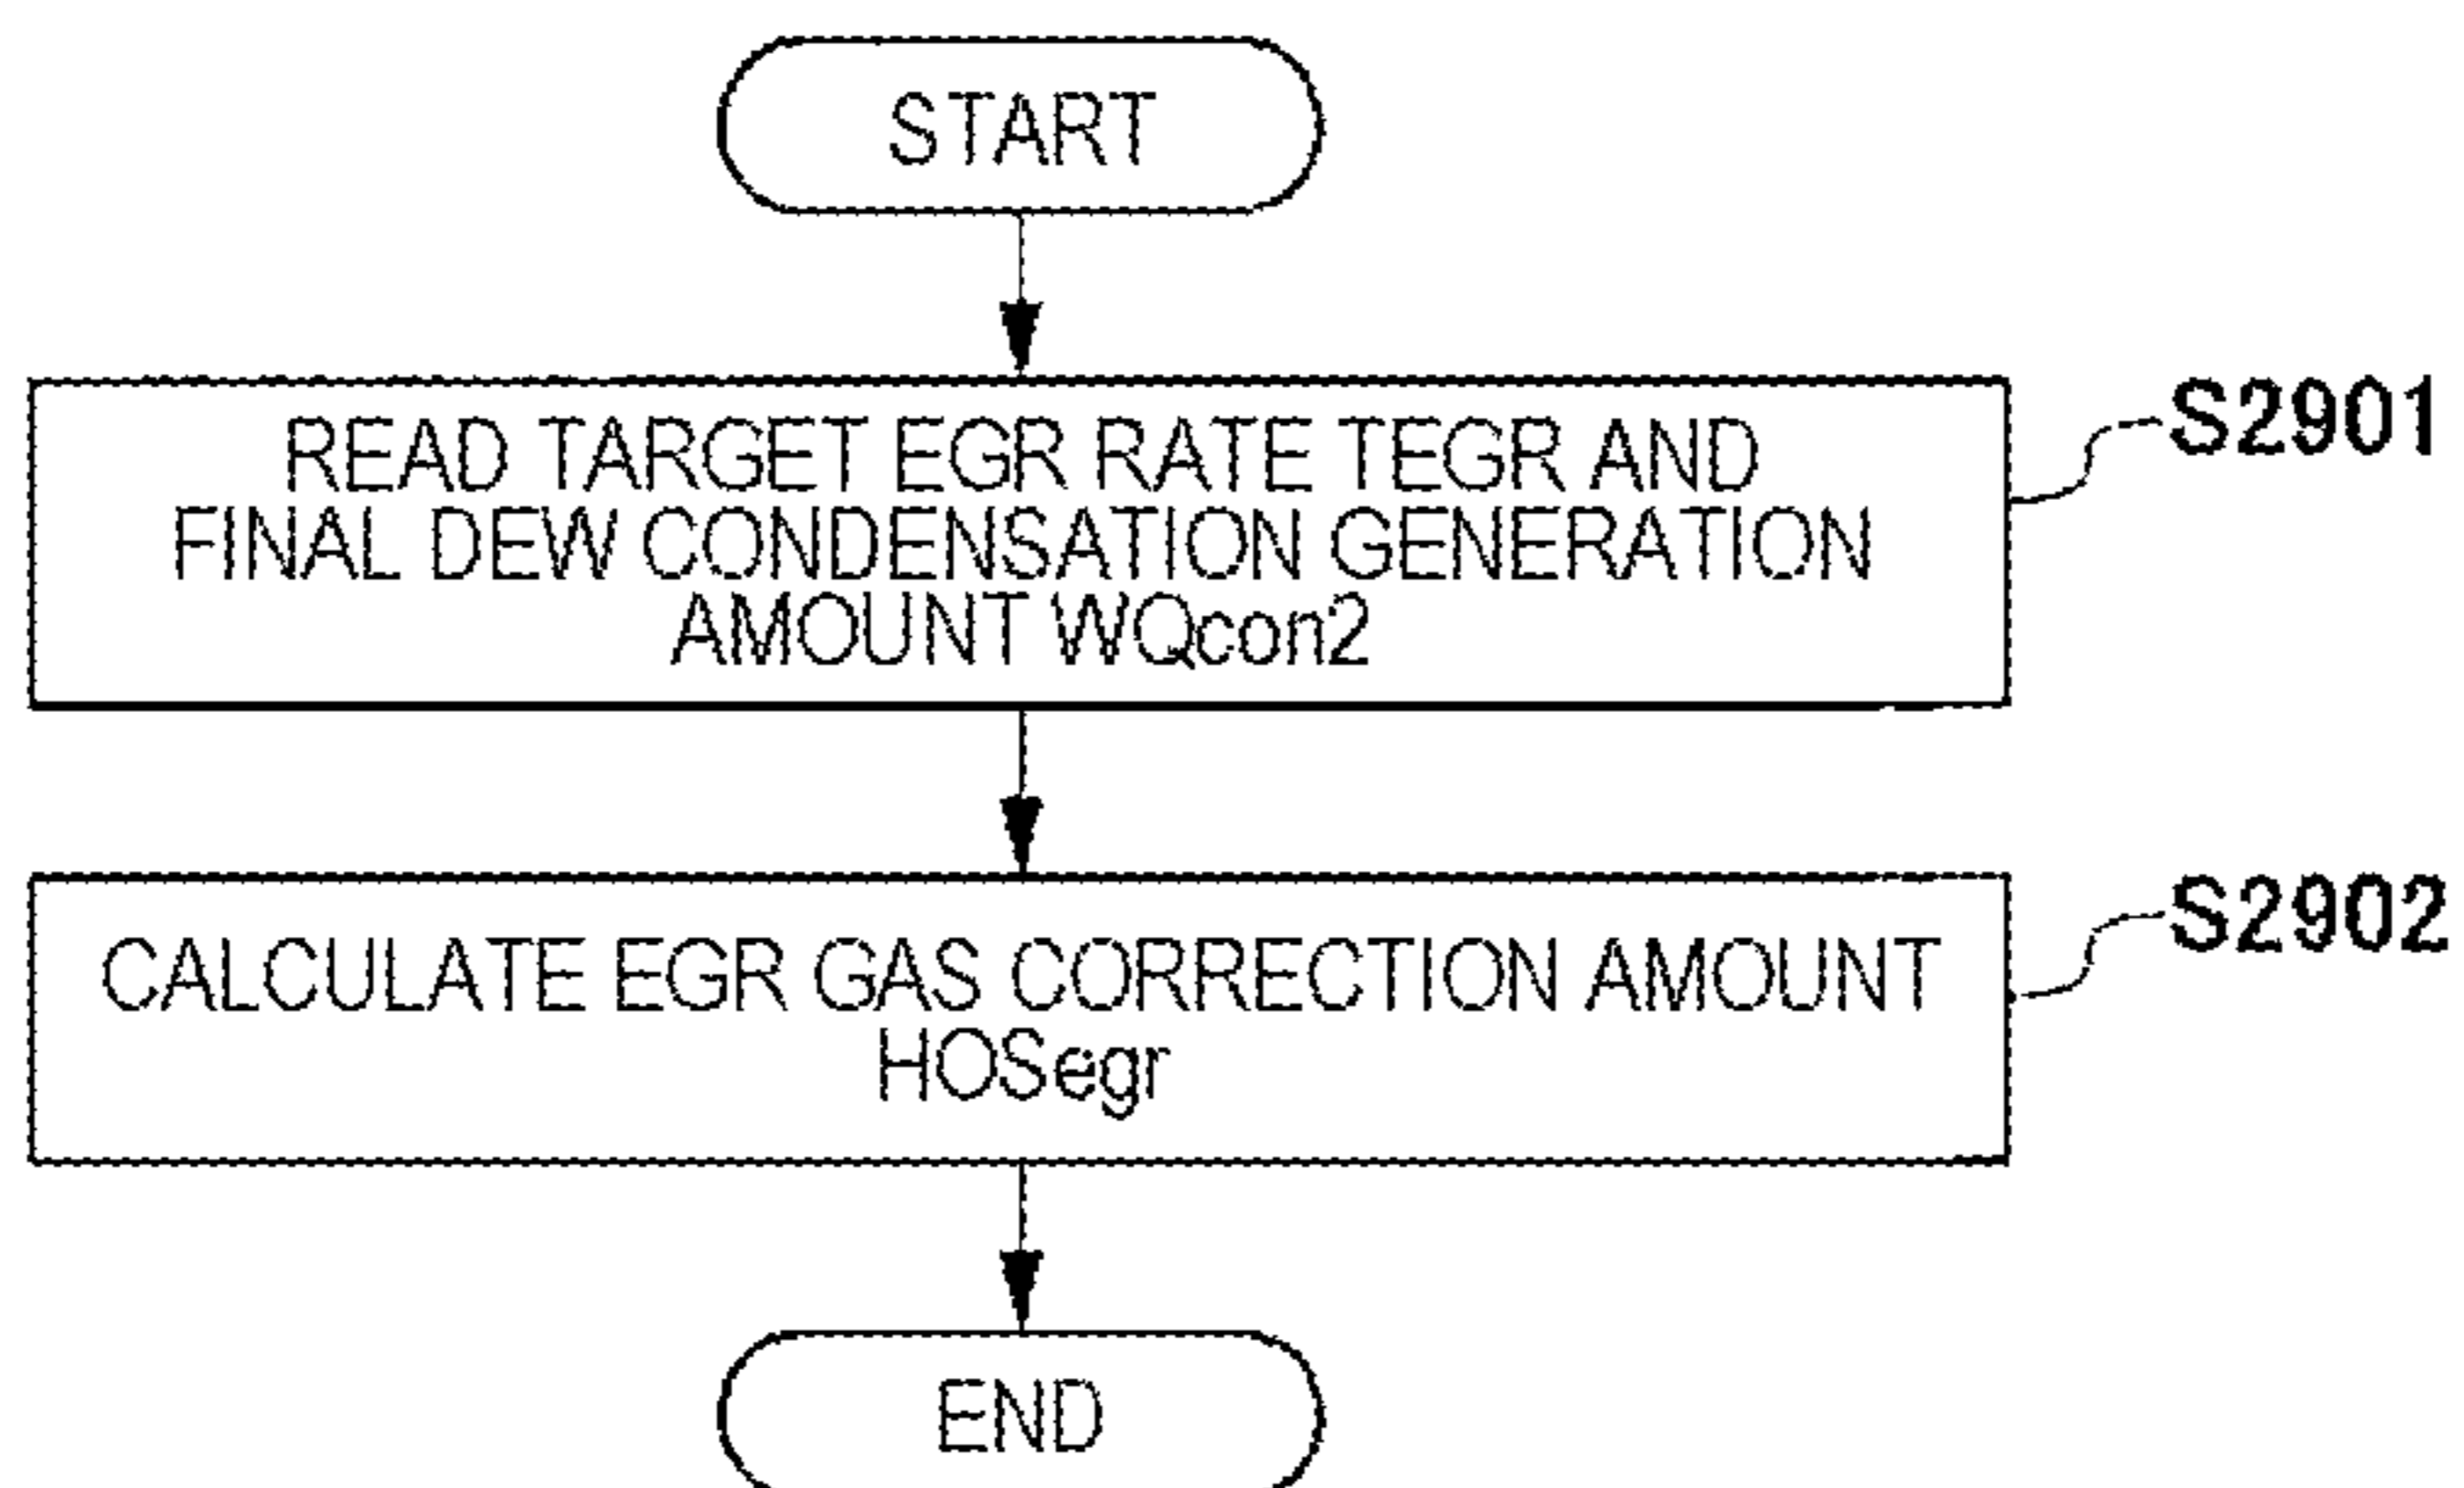 START
READ TARGET EGR RATE TEGR AND
FINAL DEW CONDENSATION GENERATION
AMOUNT WQcon2
S2901
CALCULATE EGR GAS CORRECTION AMOUNT
HOSegr
S2902
END